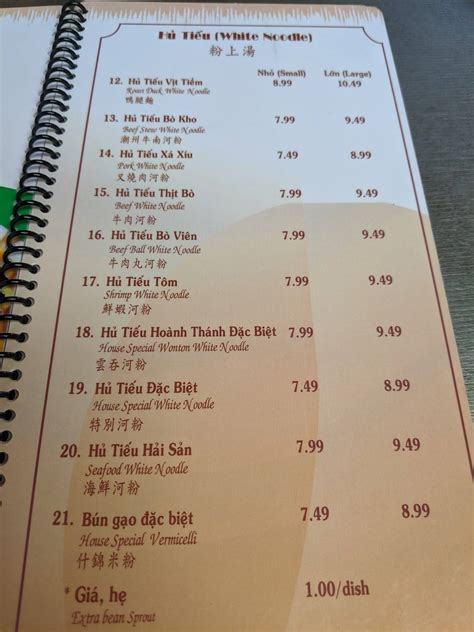 Hủ Tiếu (White Noodle)
粉上湯
Nhỏ (Small) Lớn (Large)
12. Hủ Tiếu Vịt Tiềm 8.99 10.49
Roast Duck White Noodle
鴨腿麵
13. Hủ Tiếu Bò Kho 7.99 9.49
Beef Stew White Noodle
潮州牛南河粉
14. Hủ Tiếu Xá Xíu 7.49 8.99
Pork White Noodle
叉燒肉河粉
15. Hủ Tiếu Thịt Bò 7.99 9.49
Beef White Noodle
牛肉河粉
16. Hủ Tiếu Bò Viên 7.99 9.49
Beef Ball White Noodle
牛肉丸河粉
17. Hủ Tiếu Tôm 7.99 9.49
Shrimp White Noodle
鮮蝦河粉
18. Hủ Tiếu Hoành Thánh Đặc Biệt 7.99 9.49
House Special Wonton White Noodle
雲吞河粉
19. Hủ Tiếu Đặc Biệt 7.49 8.99
House Special White Noodle
特別河粉
20. Hủ Tiếu Hải Sản 7.99 9.49
Seafood White Noodle
海鮮河粉
21. Bún gạo đặc biệt 7.49 8.99
House Special Vermicelli
什錦米粉
* Giá, hẹ 1.00/dish
Extra bean Sprout